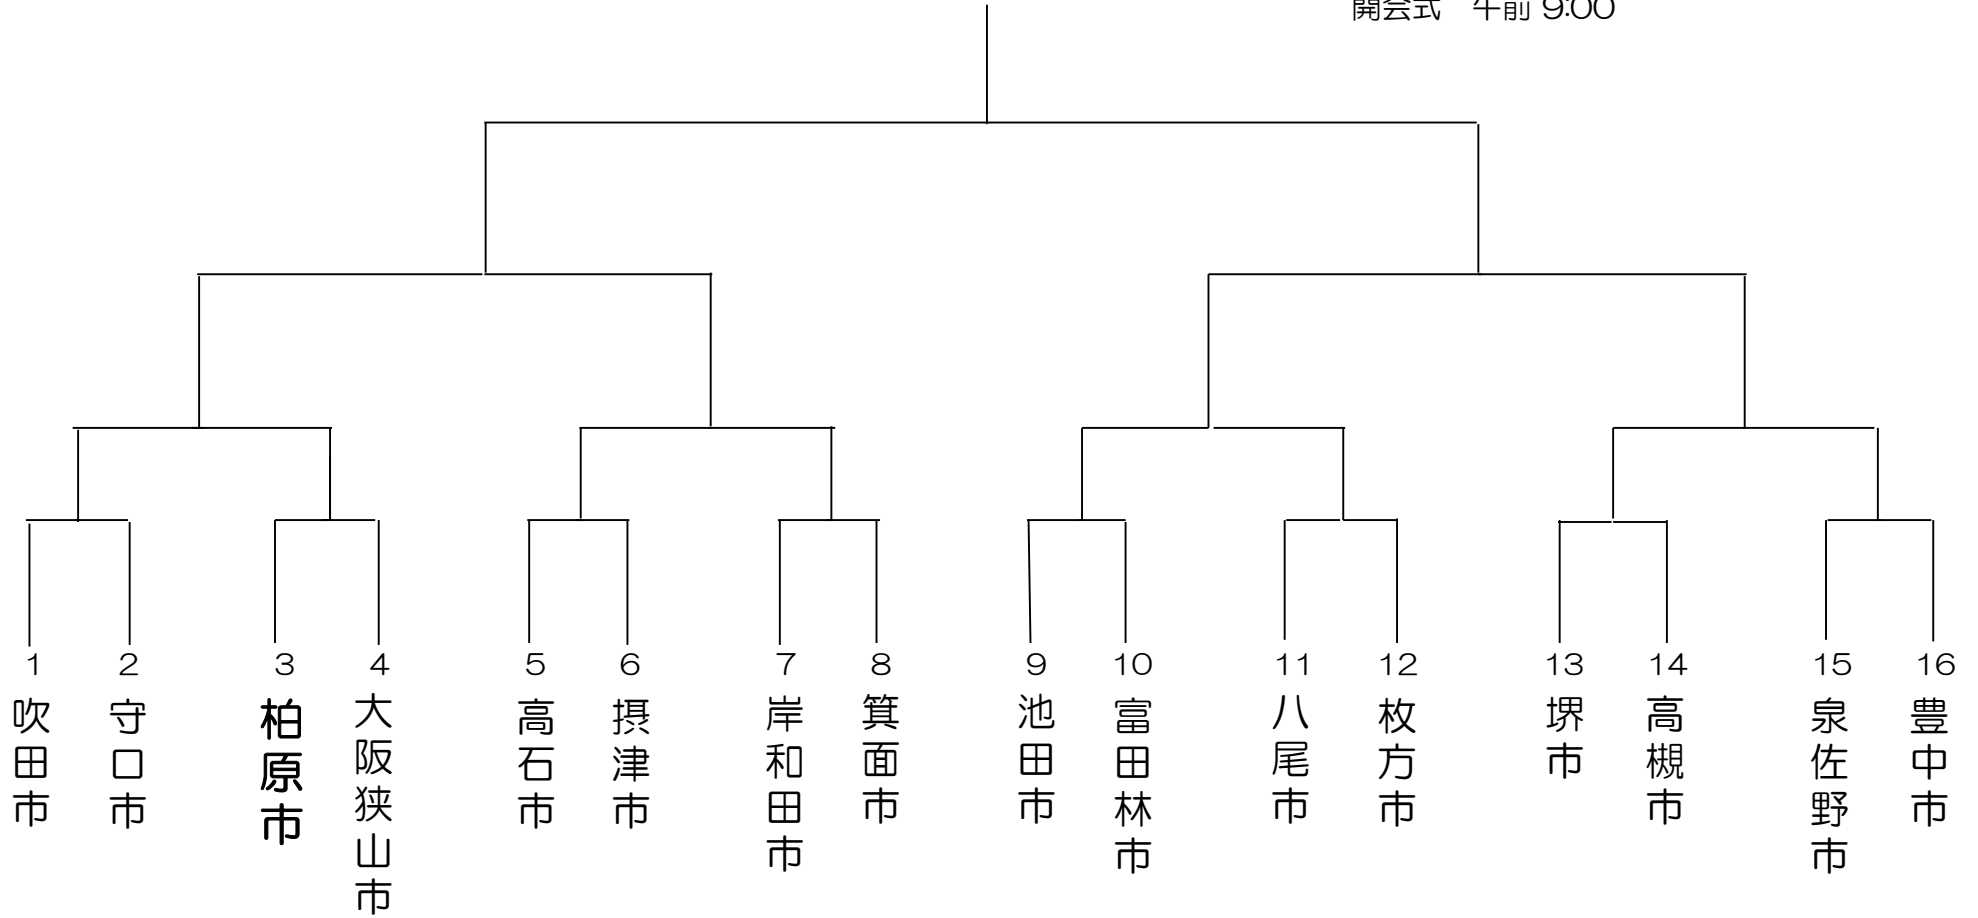 開会式　午前 9:00
1 2 3 4 5 6 7 8 9 10 11 12 13 14 15 16
吹田市
守口市
柏原市
大阪狭山市
高石市
摂津市
岸和田市
箕面市
池田市
富田林市
八尾市
枚方市
堺市
高槻市
泉佐野市
豊中市